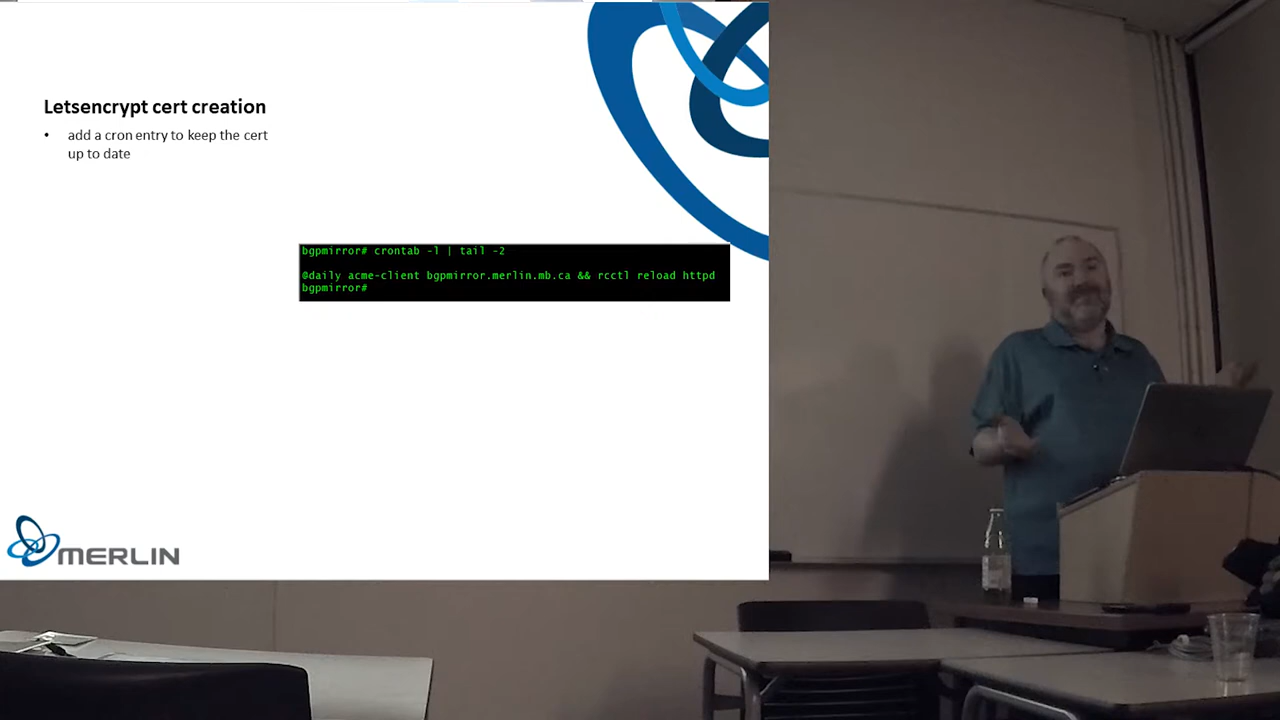 Letsencrypt cert creation
• add a cron entry to keep the cert
up to date
bgpmirror# crontab -l | tail -2
@daily acme-client bgpmirror.merlin.mb.ca && rcctl reload httpd
bgpmirror#
MERLIN